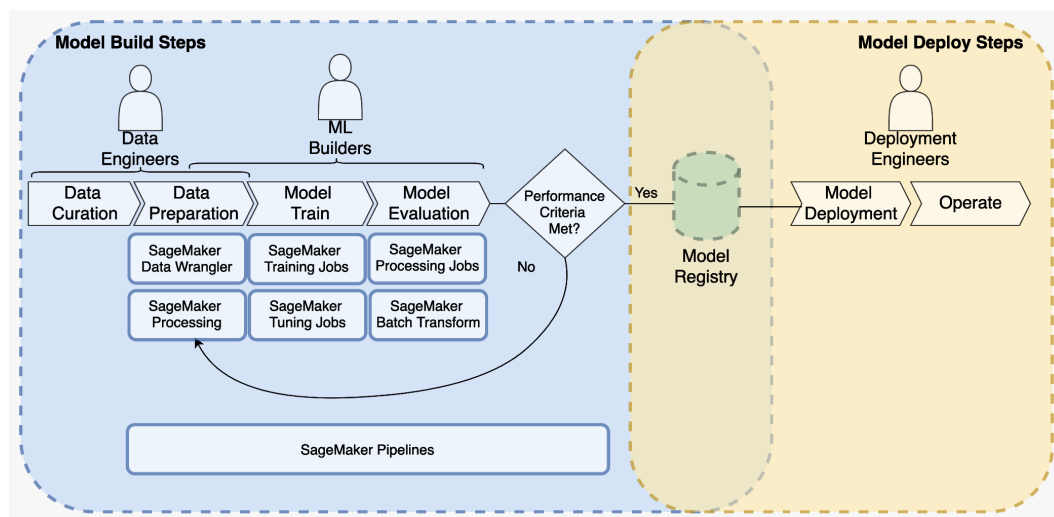 Model Build Steps
Model Deploy Steps
Data
Engineers
ML
Builders
Deployment
Engineers
Data
Curation
Data
Preparation
Model
Train
Model
Evaluation
Performance
Criteria
Met?
Yes
No
Model
Registry
Model
Deployment
Operate
SageMaker
Data Wrangler
SageMaker
Training Jobs
SageMaker
Processing Jobs
SageMaker
Processing
SageMaker
Tuning Jobs
SageMaker
Batch Transform
SageMaker Pipelines